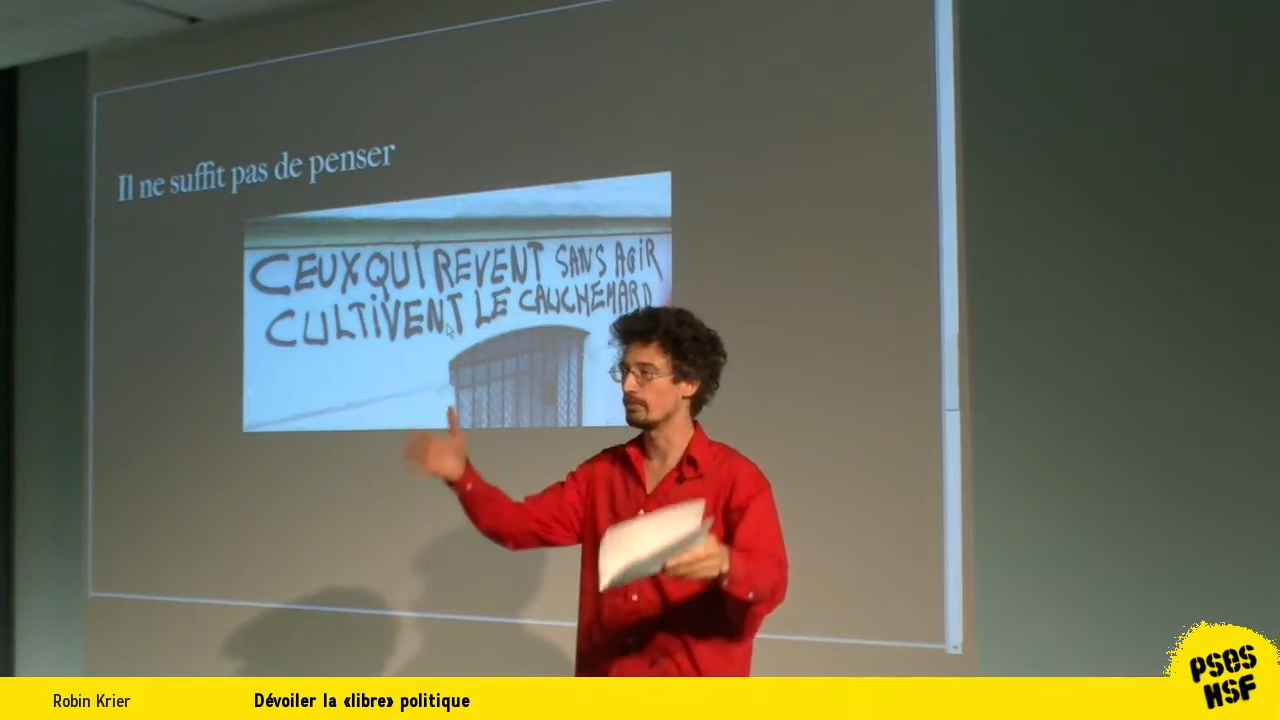 Il ne suffit pas de penser
CEUX QUI REVENT SANS AGIR
CULTIVENT LE CAUCHEMARD
Robin Krier
Dévoiler la «libre» politique
PSES
HSF